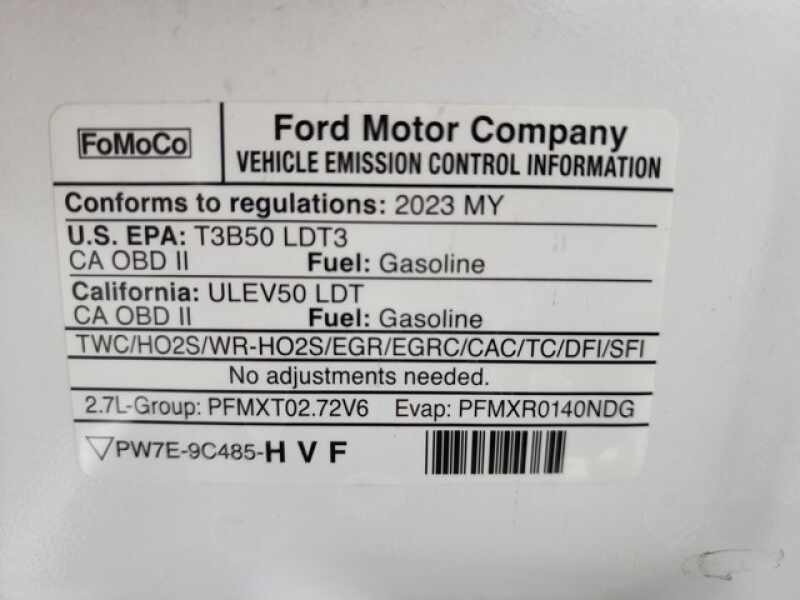 FoMoCo
Ford Motor Company
VEHICLE EMISSION CONTROL INFORMATION
Conforms to regulations: 2023 MY
U.S. EPA: T3B50 LDT3
CA OBD II Fuel: Gasoline
California: ULEV50 LDT
CA OBD II Fuel: Gasoline
TWC/HO2S/WR-HO2S/EGR/EGRC/CAC/TC/DFI/SFI
No adjustments needed.
2.7L-Group: PFMXT02.72V6 Evap: PFMXR0140NDG
PW7E-9C485-H V F